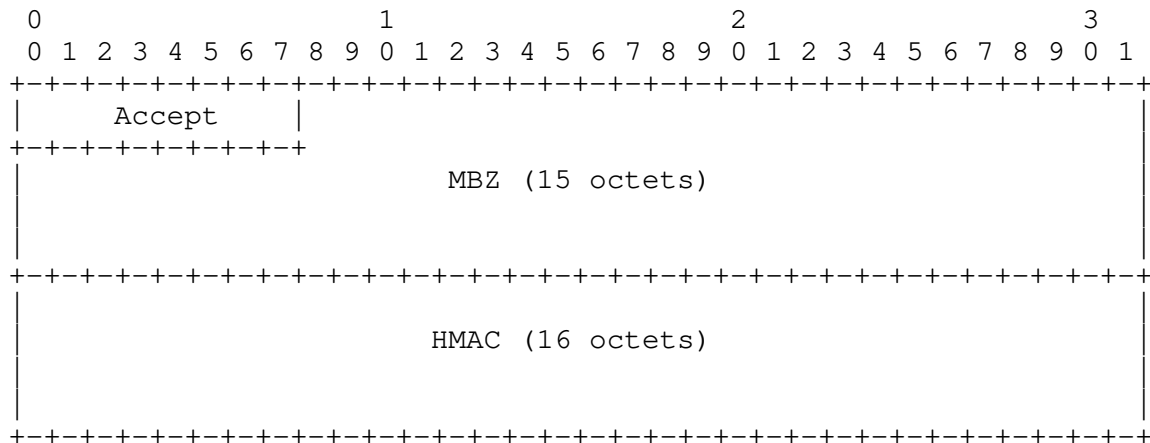 0                   1                   2                   3
 0 1 2 3 4 5 6 7 8 9 0 1 2 3 4 5 6 7 8 9 0 1 2 3 4 5 6 7 8 9 0 1
+-+-+-+-+-+-+-+-+-+-+-+-+-+-+-+-+-+-+-+-+-+-+-+-+-+-+-+-+-+-+-+-+
|     Accept    |                                               |
+-+-+-+-+-+-+-+-+                                               |
|                        MBZ (15 octets)                        |
|                                                               |
|                                                               |
+-+-+-+-+-+-+-+-+-+-+-+-+-+-+-+-+-+-+-+-+-+-+-+-+-+-+-+-+-+-+-+-+
|                                                               |
|                       HMAC (16 octets)                        |
|                                                               |
|                                                               |
+-+-+-+-+-+-+-+-+-+-+-+-+-+-+-+-+-+-+-+-+-+-+-+-+-+-+-+-+-+-+-+-+